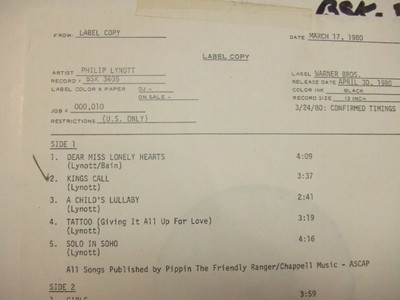 BSK.
FROM: LABEL COPY DATE MARCH 17, 1980
LABEL COPY
ARTIST PHILIP LYNOTT LABEL WARNER BROS.
RECORD # BSK 3405 RELEASE DATE APRIL 30, 1980
LABEL COLOR & PAPER DJ - COLOR INK BLACK
ON SALE - RECORD SIZE 12 INCH
JOB # 000,010 3/24/80: CONFIRMED TIMINGS
RESTRICTIONS (U.S. ONLY)
SIDE 1
1. DEAR MISS LONELY HEARTS 4:09
(Lynott/Bain)
2. KINGS CALL 3:37
(Lynott)
3. A CHILD'S LULLABY 2:41
(Lynott)
4. TATTOO (Giving It All Up For Love) 3:19
(Lynott)
5. SOLO IN SOHO 4:16
(Lynott)
All Songs Published by Pippin The Friendly Ranger/Chappell Music - ASCAP
SIDE 2
1. GIRLS 3:59